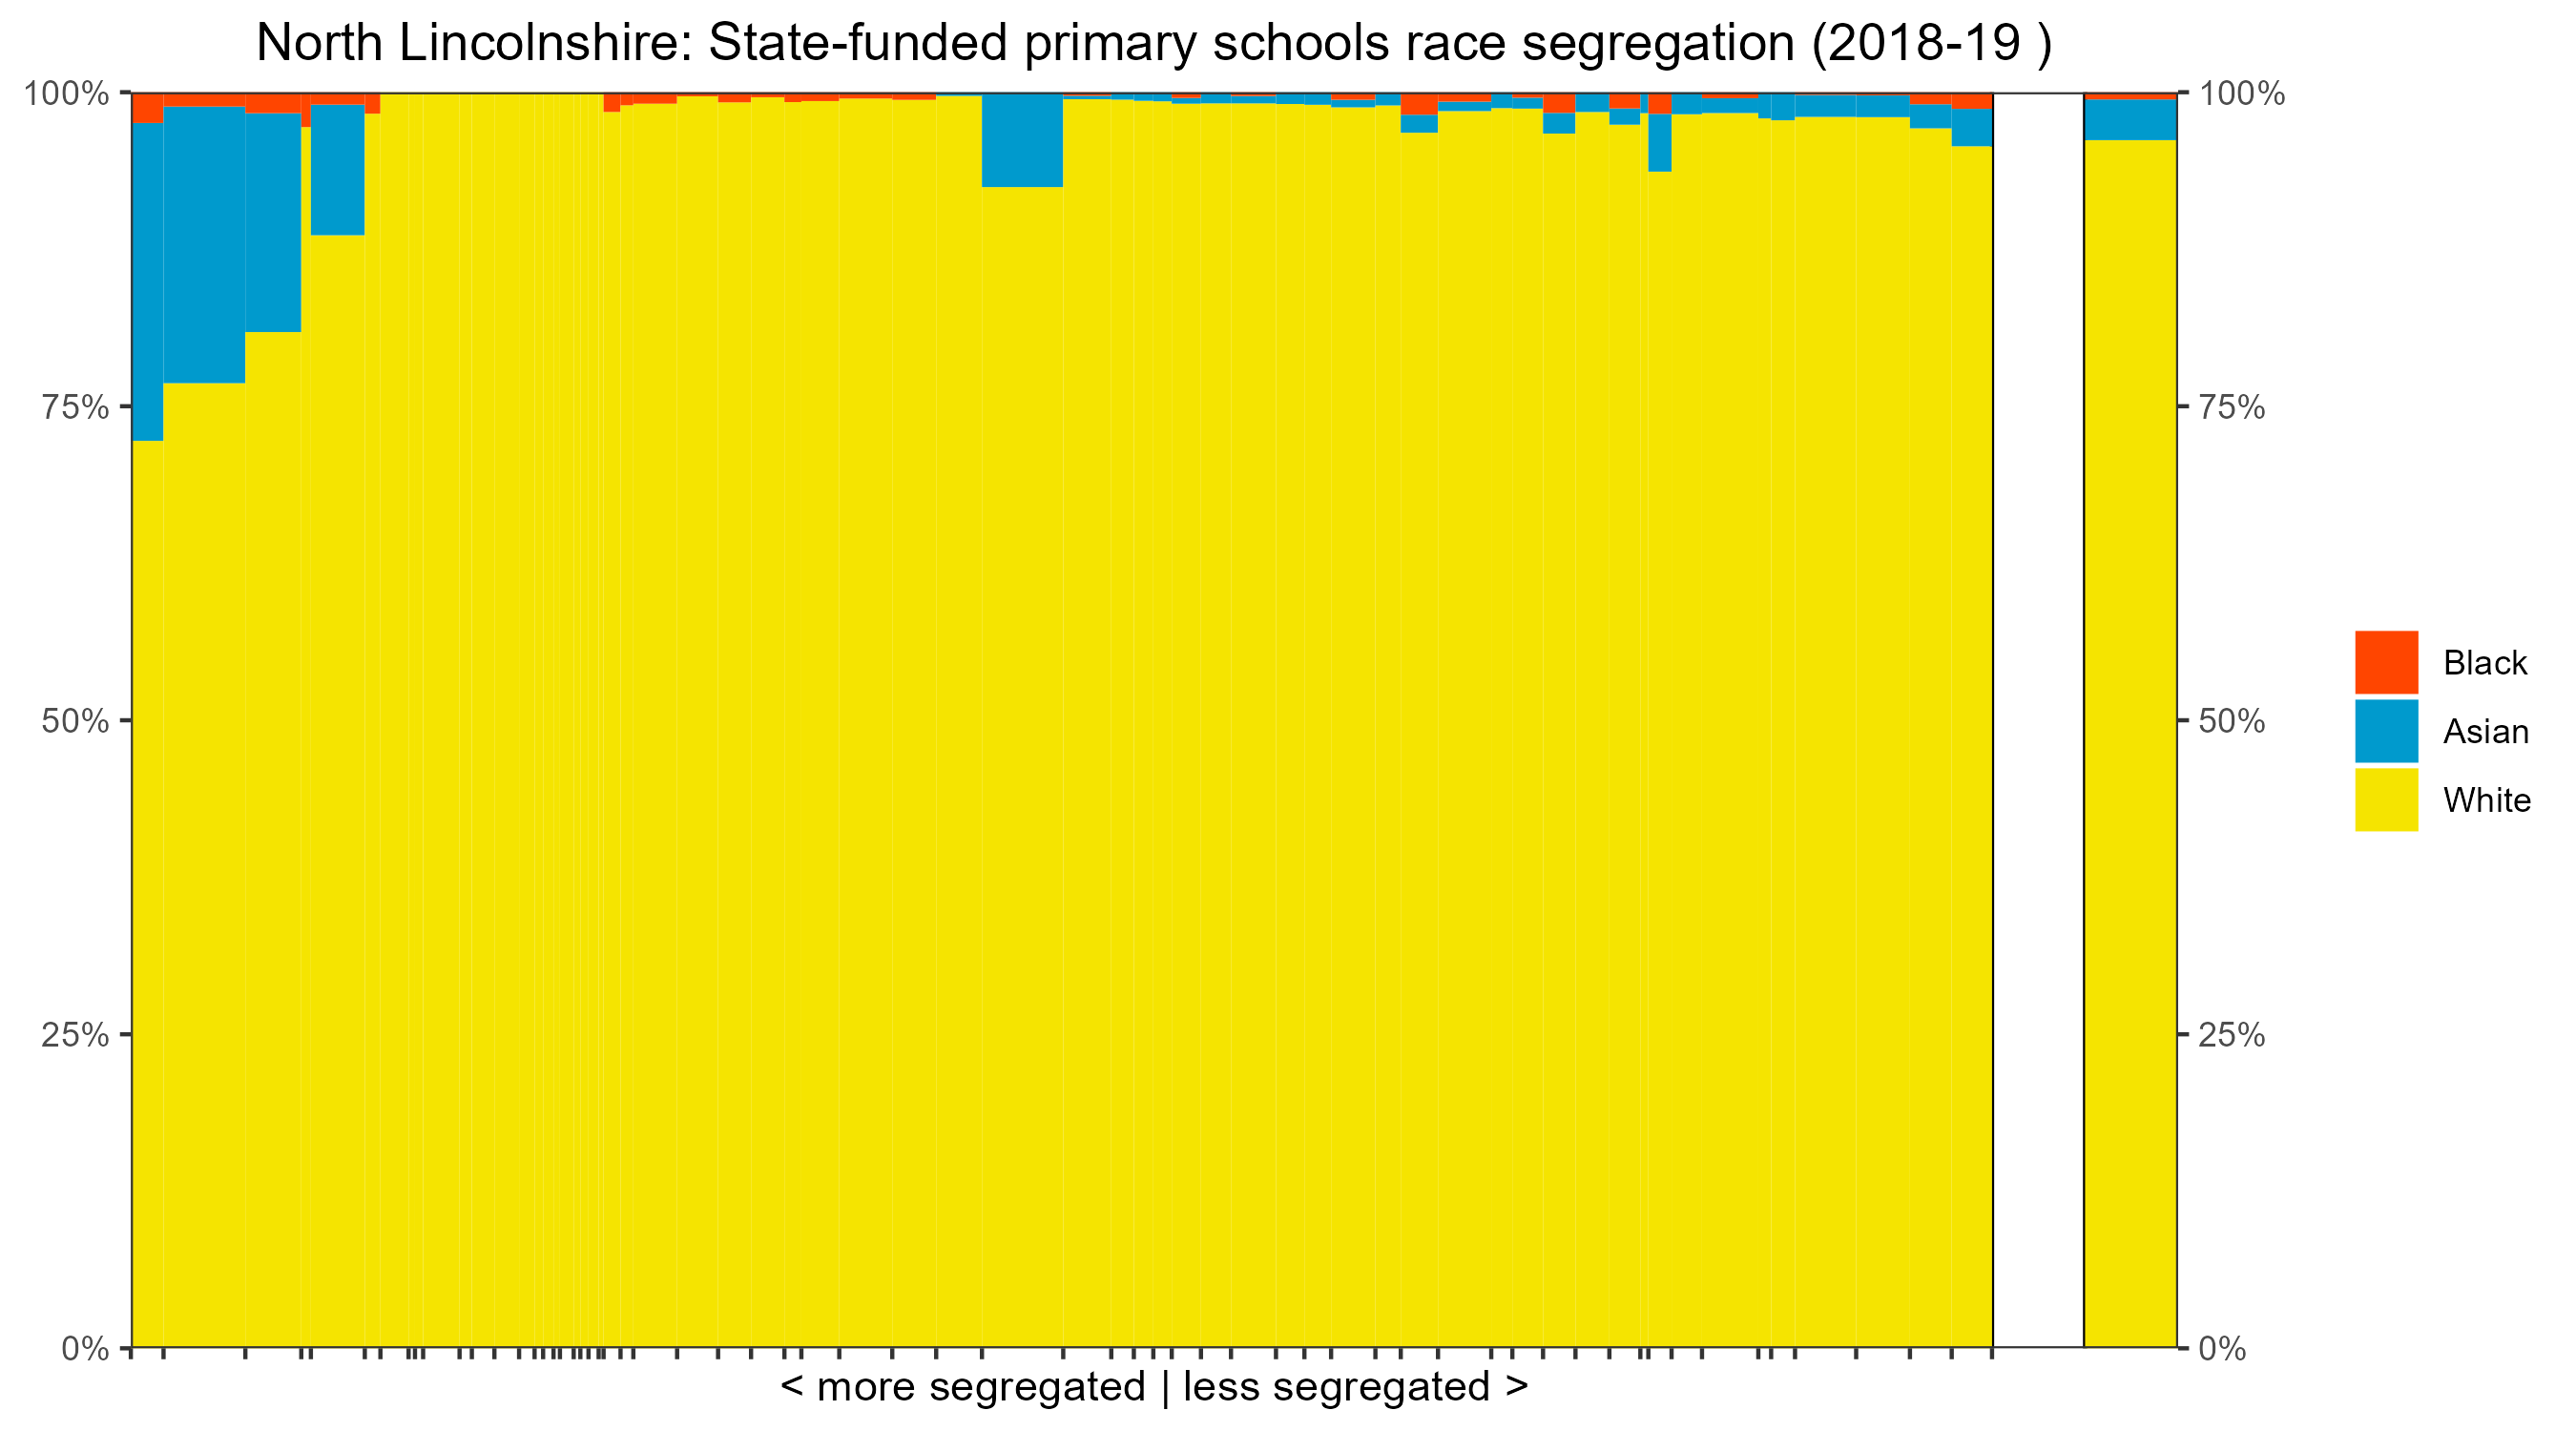 North Lincolnshire: State-funded primary schools race segregation (2018-19 )
100%
75%
50%
25%
0%
100%
75%
50%
25%
0%
Black
Asian
White
< more segregated | less segregated >